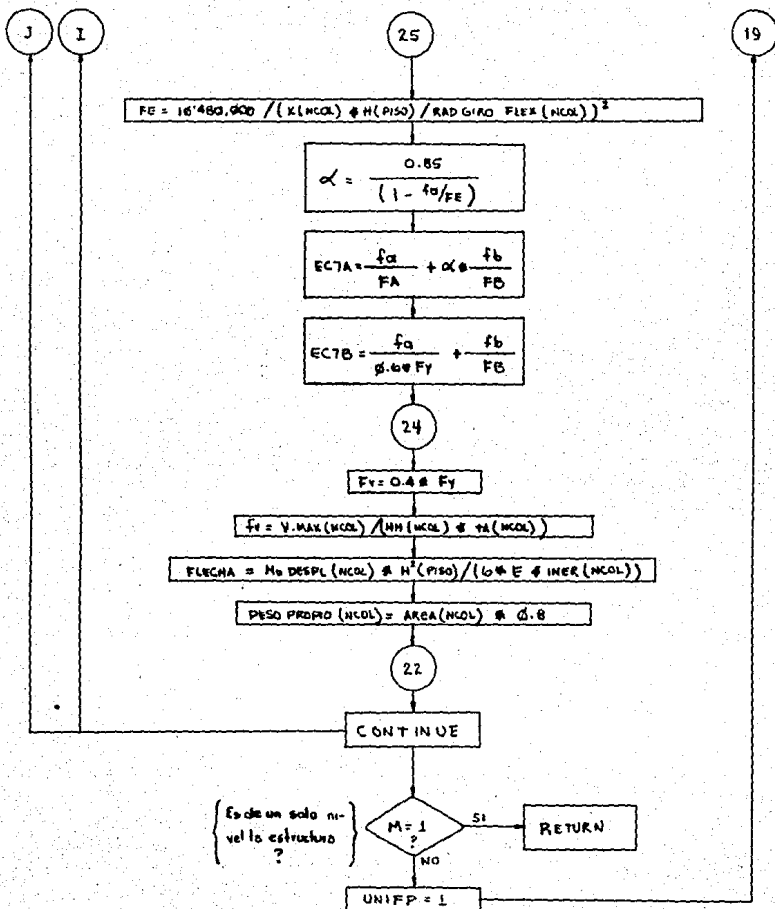 J I 25 19
FE = 10'480,000 / (K(NCOL) * H(PISO) / RAD GIRO FLEX (NCOL))²
α = 0.85 / (1 - fa/FE)
EC7A = fa / FA + α * fb / FB
EC7B = fa / 0.6 * Fy + fb / FB
24
Fv = 0.4 * Fy
fv = V.MAX(NCOL) / (HH(NCOL) * tA(NCOL))
FLECHA = Mo DESPL (NCOL) * H²(PISO) / (6 * E * INER (NCOL))
PESO PROPIO (NCOL) = AREA(NCOL) * 0.8
22
CONTINUE
Es de un solo ni-
vel la estructura
?
M = 1
?
SI
RETURN
NO
UNIFP = 1